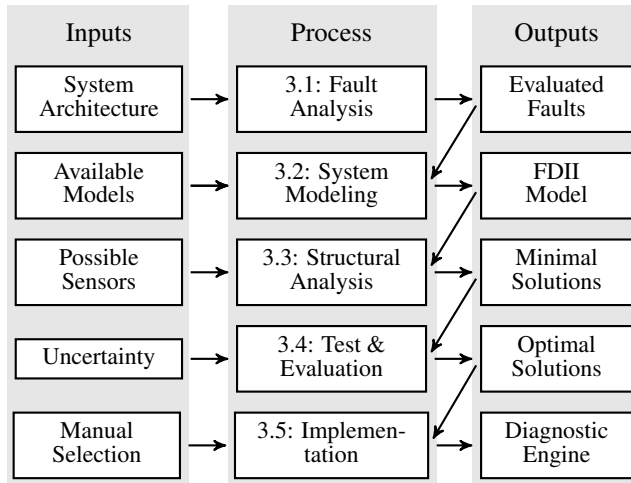 Inputs
Process
Outputs
System
Architecture
3.1: Fault
Analysis
Evaluated
Faults
Available
Models
3.2: System
Modeling
FDII
Model
Possible
Sensors
3.3: Structural
Analysis
Minimal
Solutions
Uncertainty
3.4: Test &
Evaluation
Optimal
Solutions
Manual
Selection
3.5: Implemen-
tation
Diagnostic
Engine